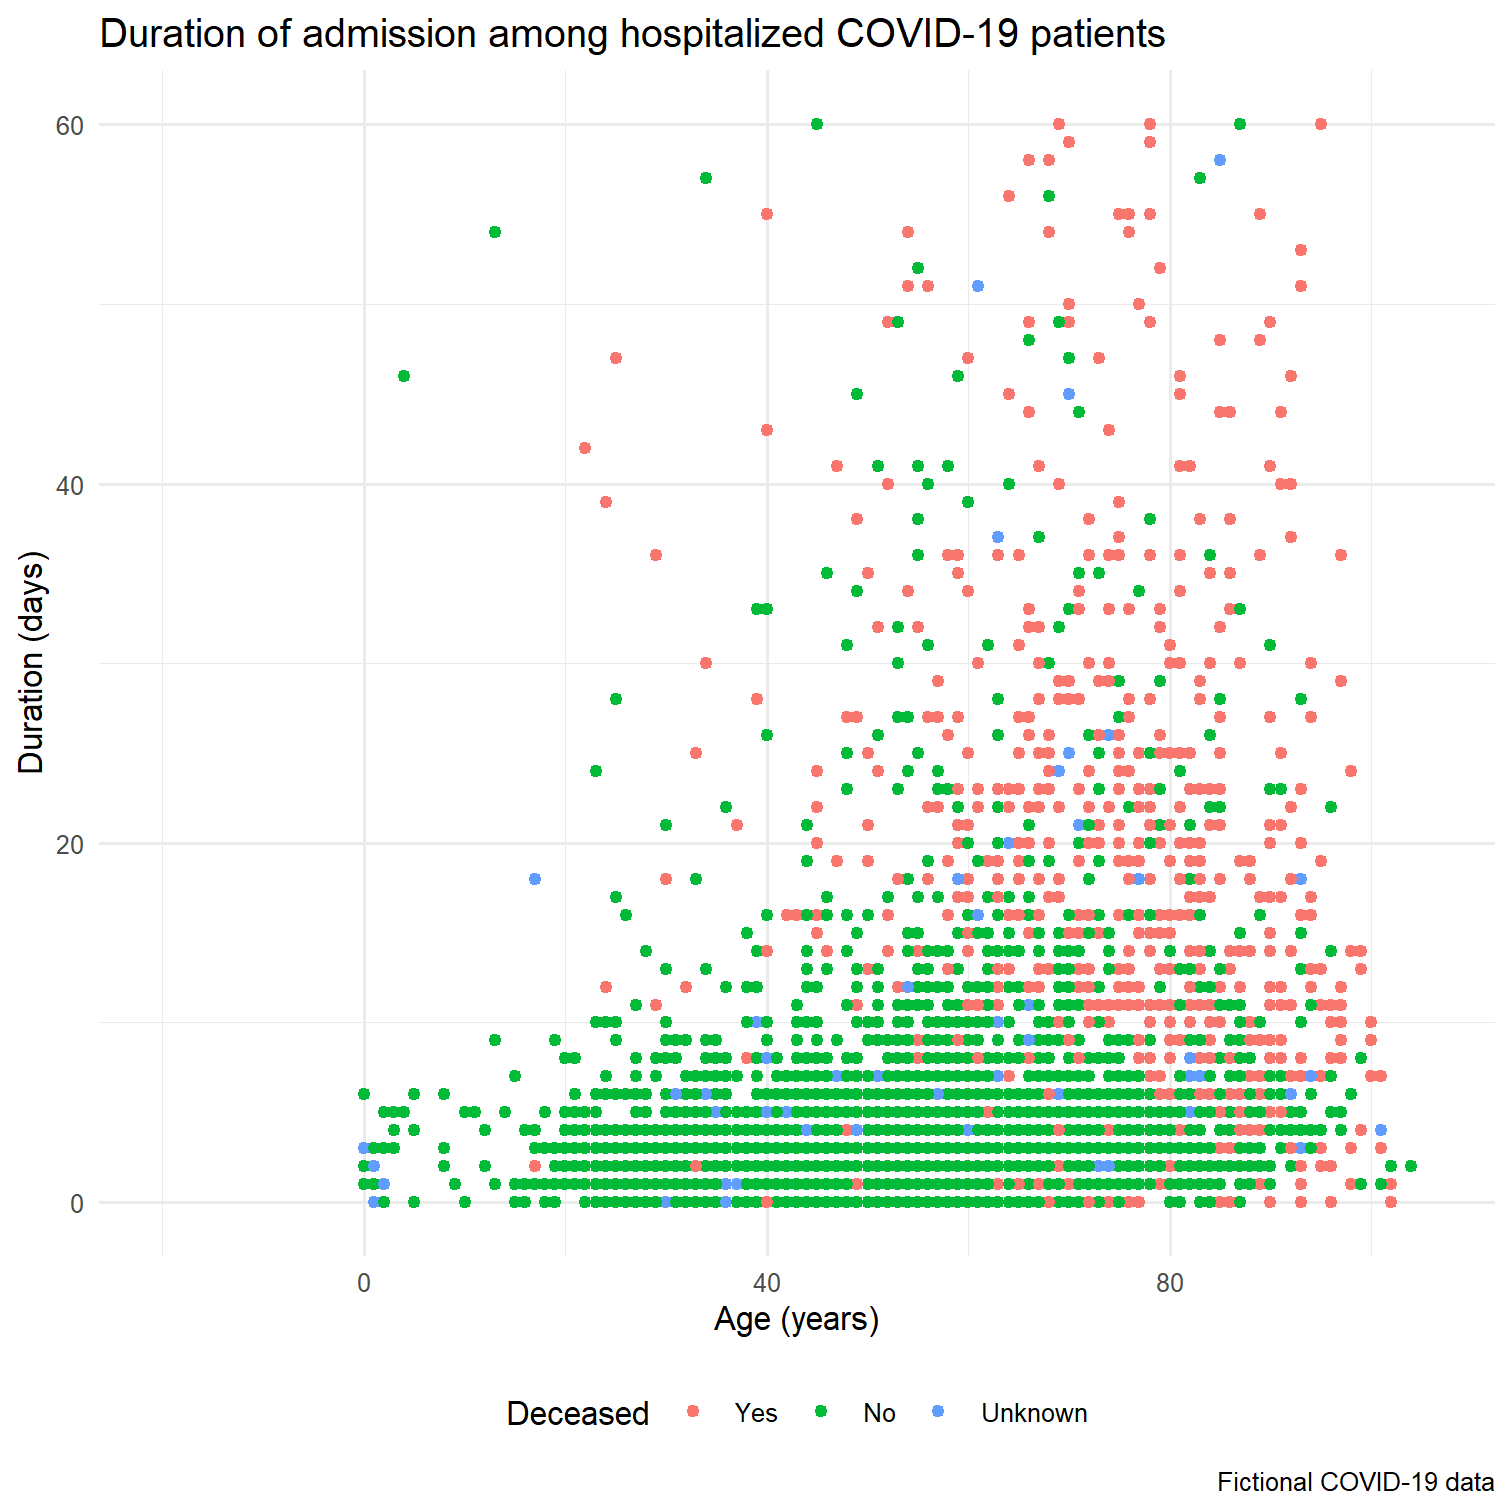 Duration of admission among hospitalized COVID-19 patients
60
40
20
0
Duration (days)
0 40 80
Age (years)
Deceased Yes No Unknown
Fictional COVID-19 data